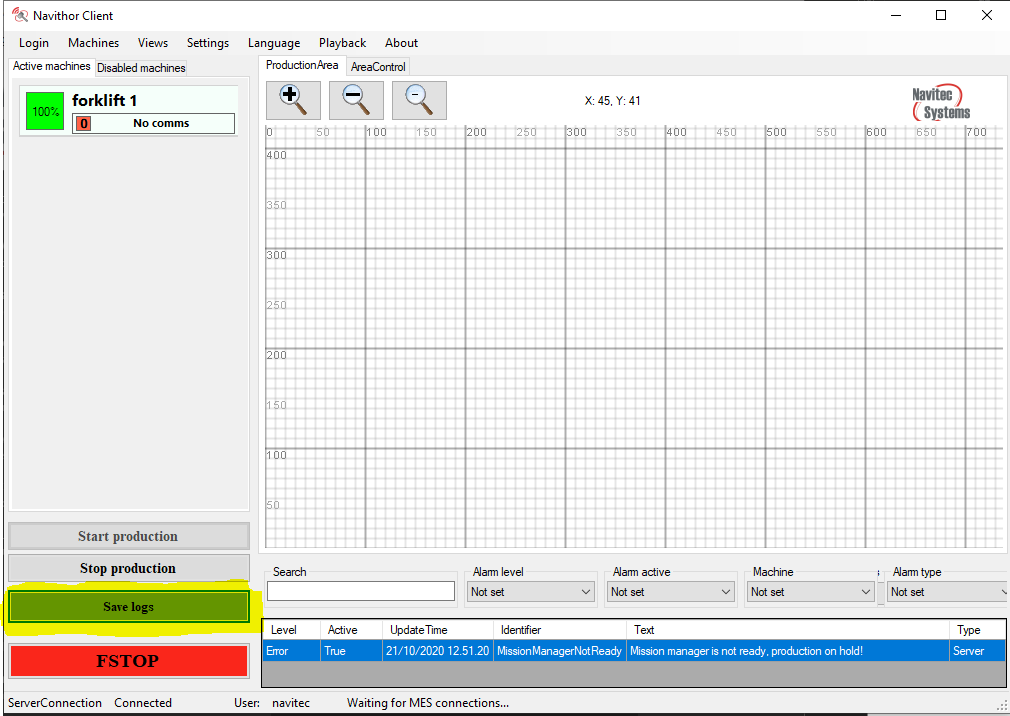 Navithor Client
Login Machines Views Settings Language Playback About
Active machines Disabled machines
ProductionArea AreaControl
100%
forklift 1
0 No comms
X: 45, Y: 41
Navitec
Systems
0 50 100 150 200 250 300 350 400 450 500 550 600 650 700
400
350
300
250
200
150
100
50
Start production
Stop production
Save logs
FSTOP
Search Alarm level Alarm active Machine Alarm type
Not set Not set Not set Not set
Level Active UpdateTime Identifier Text Type
Error True 21/10/2020 12.51.20 MissionManagerNotReady Mission manager is not ready, production on hold! Server
ServerConnection Connected User: navitec Waiting for MES connections...